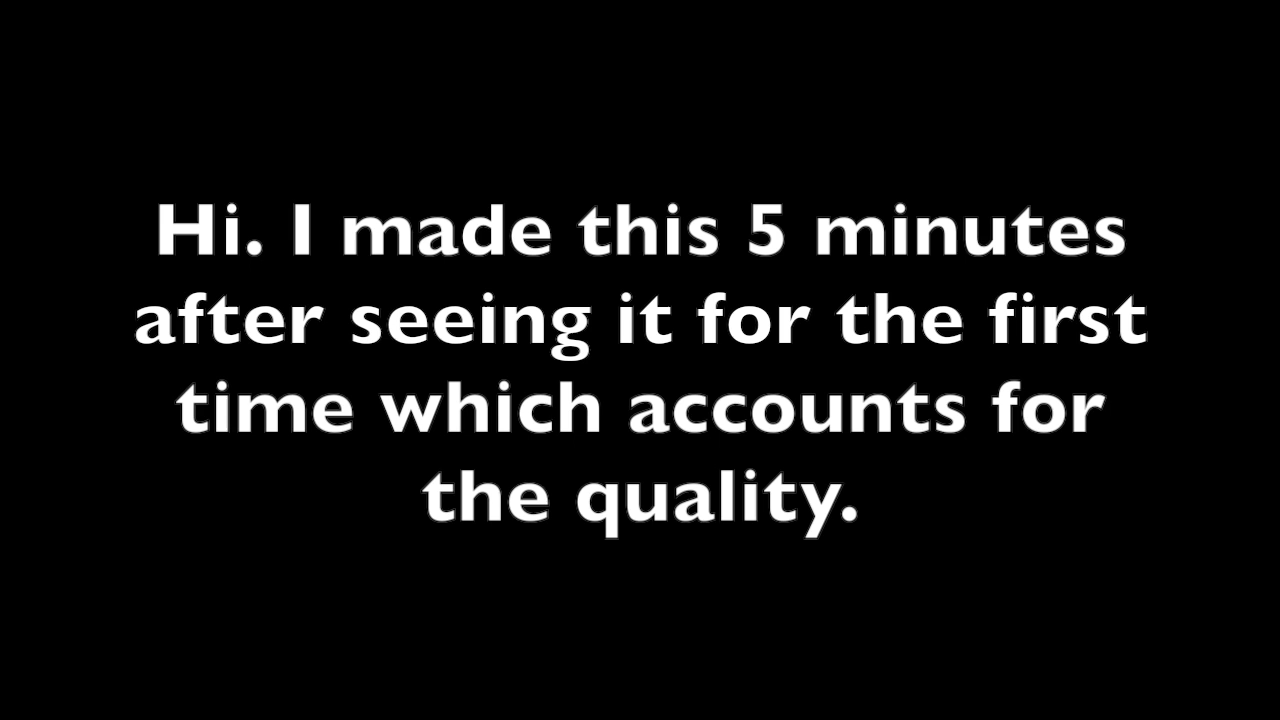 Hi. I made this 5 minutes
after seeing it for the first
time which accounts for
the quality.